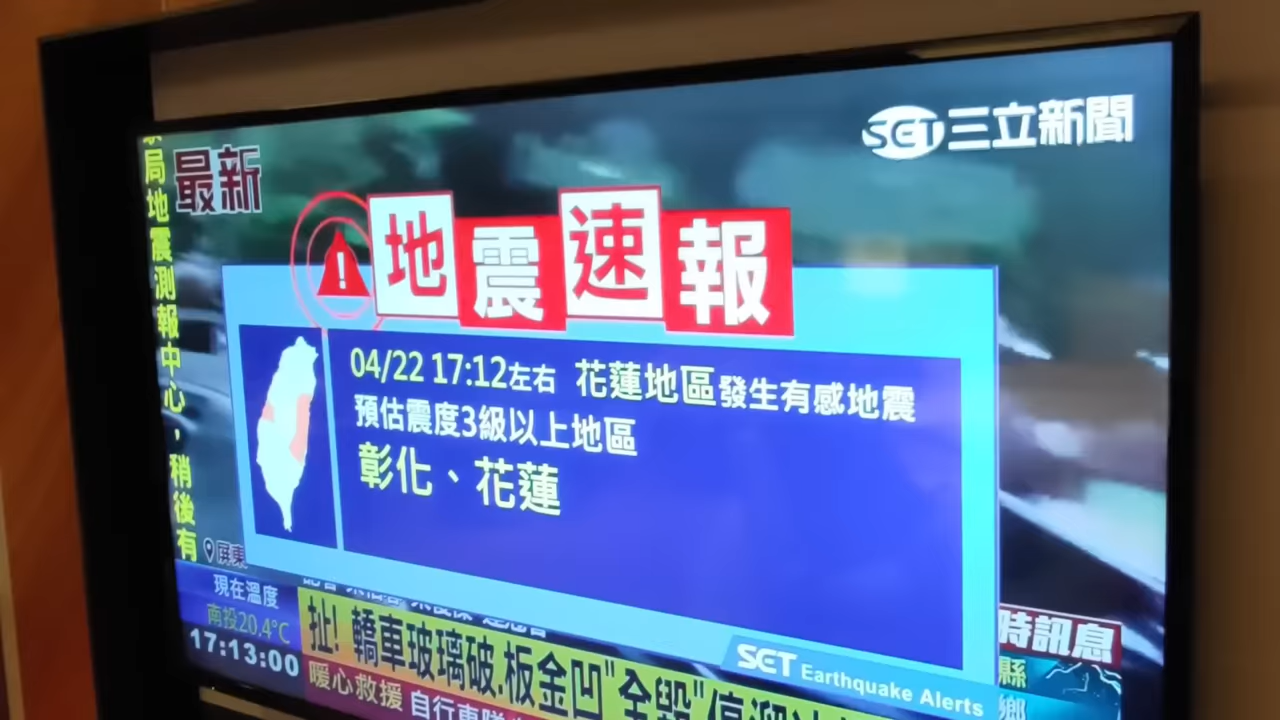 SET三立新聞
最新
局地震測報中心，稍後有
地震速報
04/22 17:12左右 花蓮地區發生有感地震
預估震度3級以上地區
彰化、花蓮
屏東
現在溫度
南投20.4°C
17:13:00
扯! 轎車玻璃破.板金凹"全毀"停溜
暖心救援 自行車隊
SET Earthquake Alerts
時訊息
縣
鄉